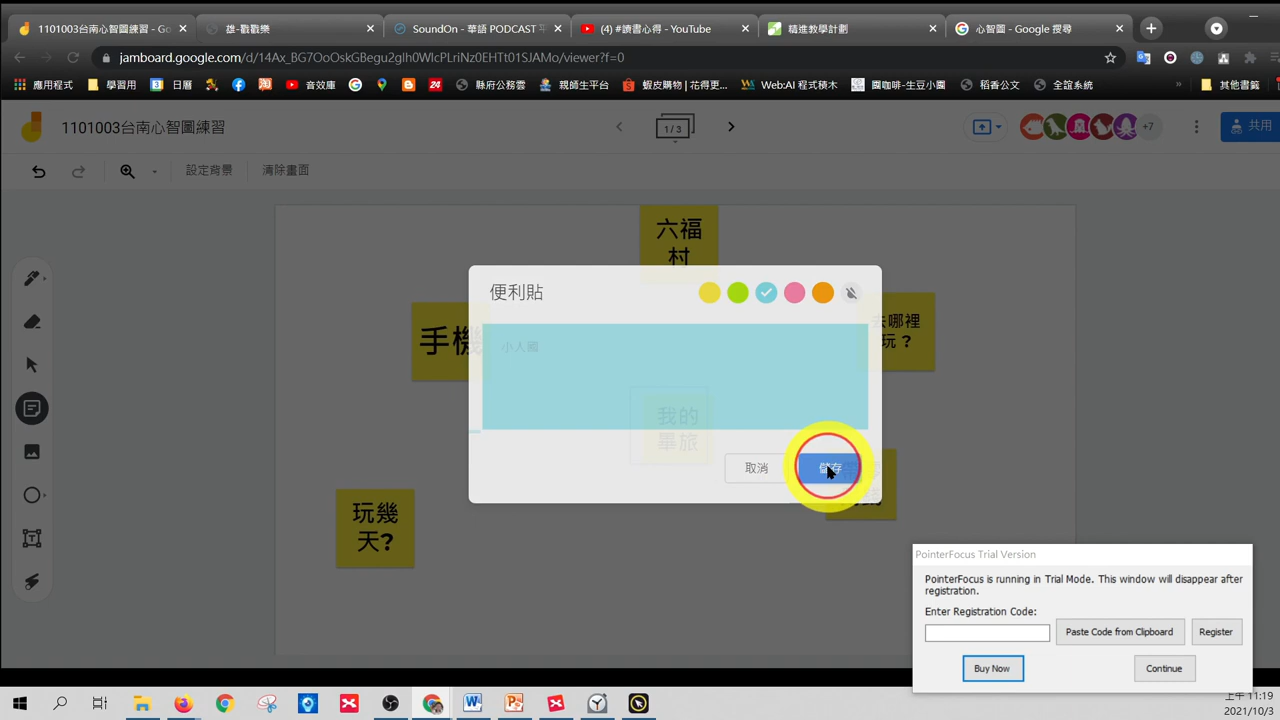 1101003台南心智圖練習 - Go
雄-戳戳樂
SoundOn - 華語 PODCAST 平
(4) #讀書心得 - YouTube
精進教學計劃
心智圖 - Google 搜尋
jamboard.google.com/d/14Ax_BG7OoOskGBegu2glh0WIcPLriNz0EHTt01SJAMo/viewer?f=0
應用程式
學習用
日曆
音效庫
縣府公務雲
親師生平台
蝦皮購物 | 花得更...
Web:AI 程式積木
團咖啡-生豆小團
稻香公文
全誼系統
»
其他書籤
1101003台南心智圖練習
1 / 3
+7
共用
設定背景
清除畫面
六福
村
便利貼
手機
小人國
去哪裡
玩？
我的
畢旅
取消
儲存
玩幾
天?
PointerFocus Trial Version
PointerFocus is running in Trial Mode. This window will disappear after
registration.
Enter Registration Code:
Paste Code from Clipboard
Register
Buy Now
Continue
上午 11:19
2021/10/3